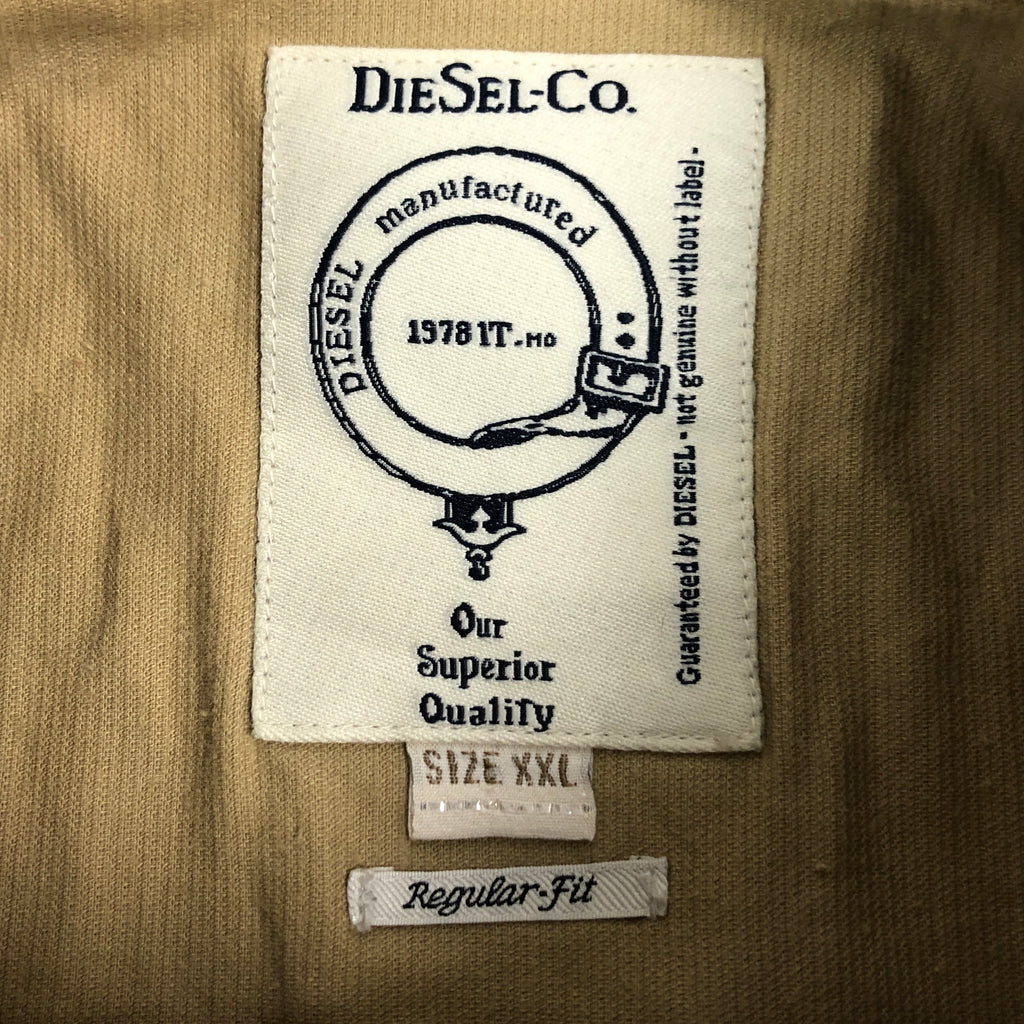 DIESEL-CO.
DIESEL manufactured
1978 IT.MO
Guaranteed by DIESEL - not genuine without label -
Our
Superior
Quality
SIZE XXL
Regular-Fit